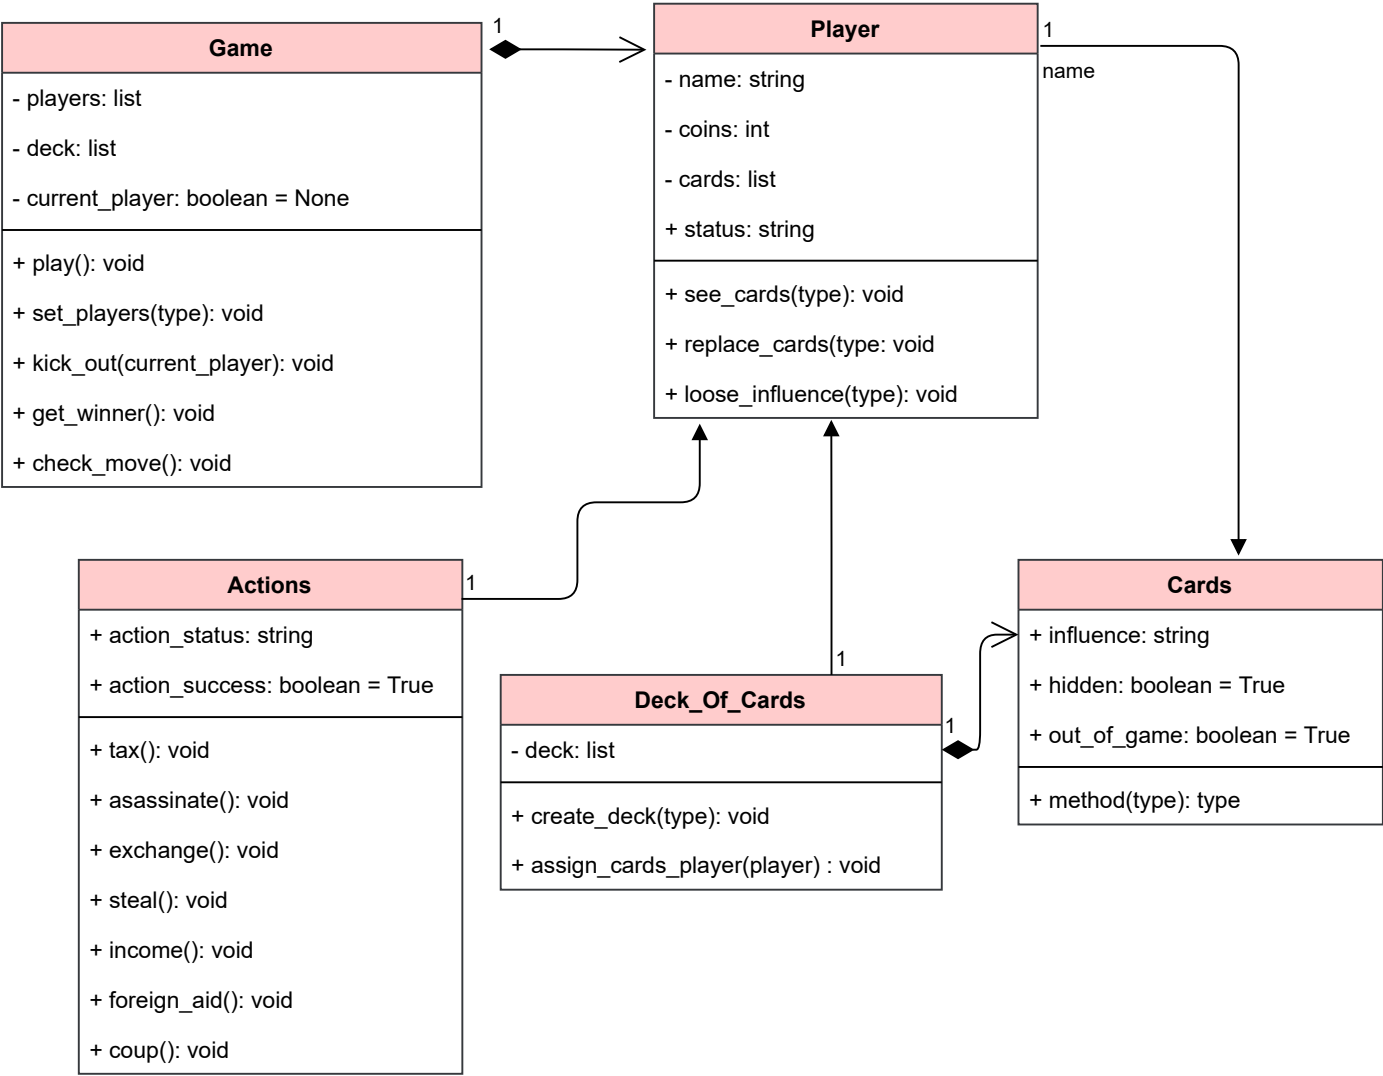 Game
- players: list
- deck: list
- current_player: boolean = None
+ play(): void
+ set_players(type): void
+ kick_out(current_player): void
+ get_winner(): void
+ check_move(): void
1
Player
- name: string
- coins: int
- cards: list
+ status: string
+ see_cards(type): void
+ replace_cards(type: void
+ loose_influence(type): void
1
name
Actions
+ action_status: string
+ action_success: boolean = True
+ tax(): void
+ asassinate(): void
+ exchange(): void
+ steal(): void
+ income(): void
+ foreign_aid(): void
+ coup(): void
1
1
Deck_Of_Cards
- deck: list
+ create_deck(type): void
+ assign_cards_player(player) : void
1
Cards
+ influence: string
+ hidden: boolean = True
+ out_of_game: boolean = True
+ method(type): type